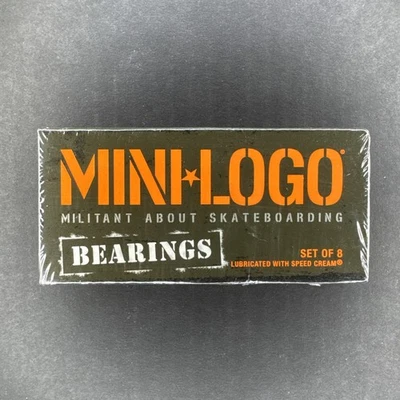 MINI★LOGO®
MILITANT ABOUT SKATEBOARDING
BEARINGS
SET OF 8
LUBRICATED WITH SPEED CREAM®